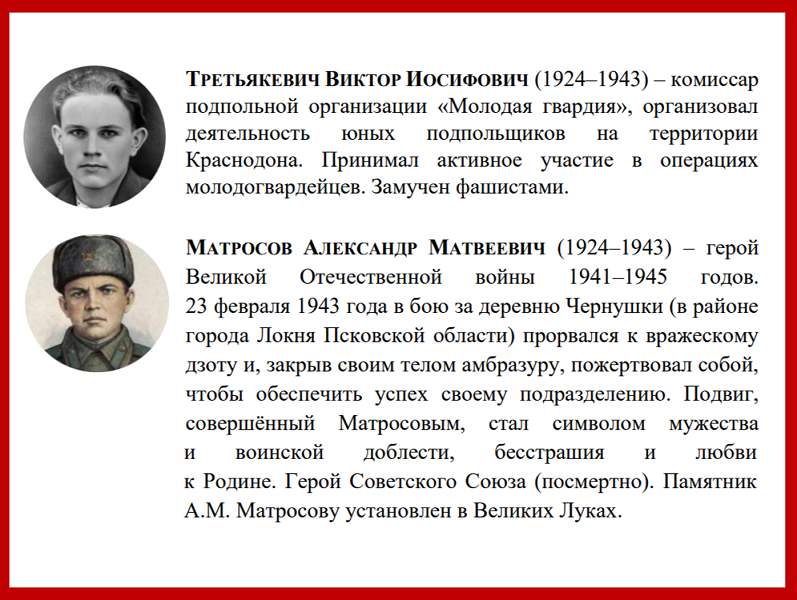 ТРЕТЬЯКЕВИЧ ВИКТОР ИОСИФОВИЧ (1924–1943) – комиссар
подпольной организации «Молодая гвардия», организовал
деятельность юных подпольщиков на территории
Краснодона. Принимал активное участие в операциях
молодогвардейцев. Замучен фашистами.
МАТРОСОВ АЛЕКСАНДР МАТВЕЕВИЧ (1924–1943) – герой
Великой Отечественной войны 1941–1945 годов.
23 февраля 1943 года в бою за деревню Чернушки (в районе
города Локня Псковской области) прорвался к вражескому
дзоту и, закрыв своим телом амбразуру, пожертвовал собой,
чтобы обеспечить успех своему подразделению. Подвиг,
совершённый Матросовым, стал символом мужества
и воинской доблести, бесстрашия и любви
к Родине. Герой Советского Союза (посмертно). Памятник
А.М. Матросову установлен в Великих Луках.